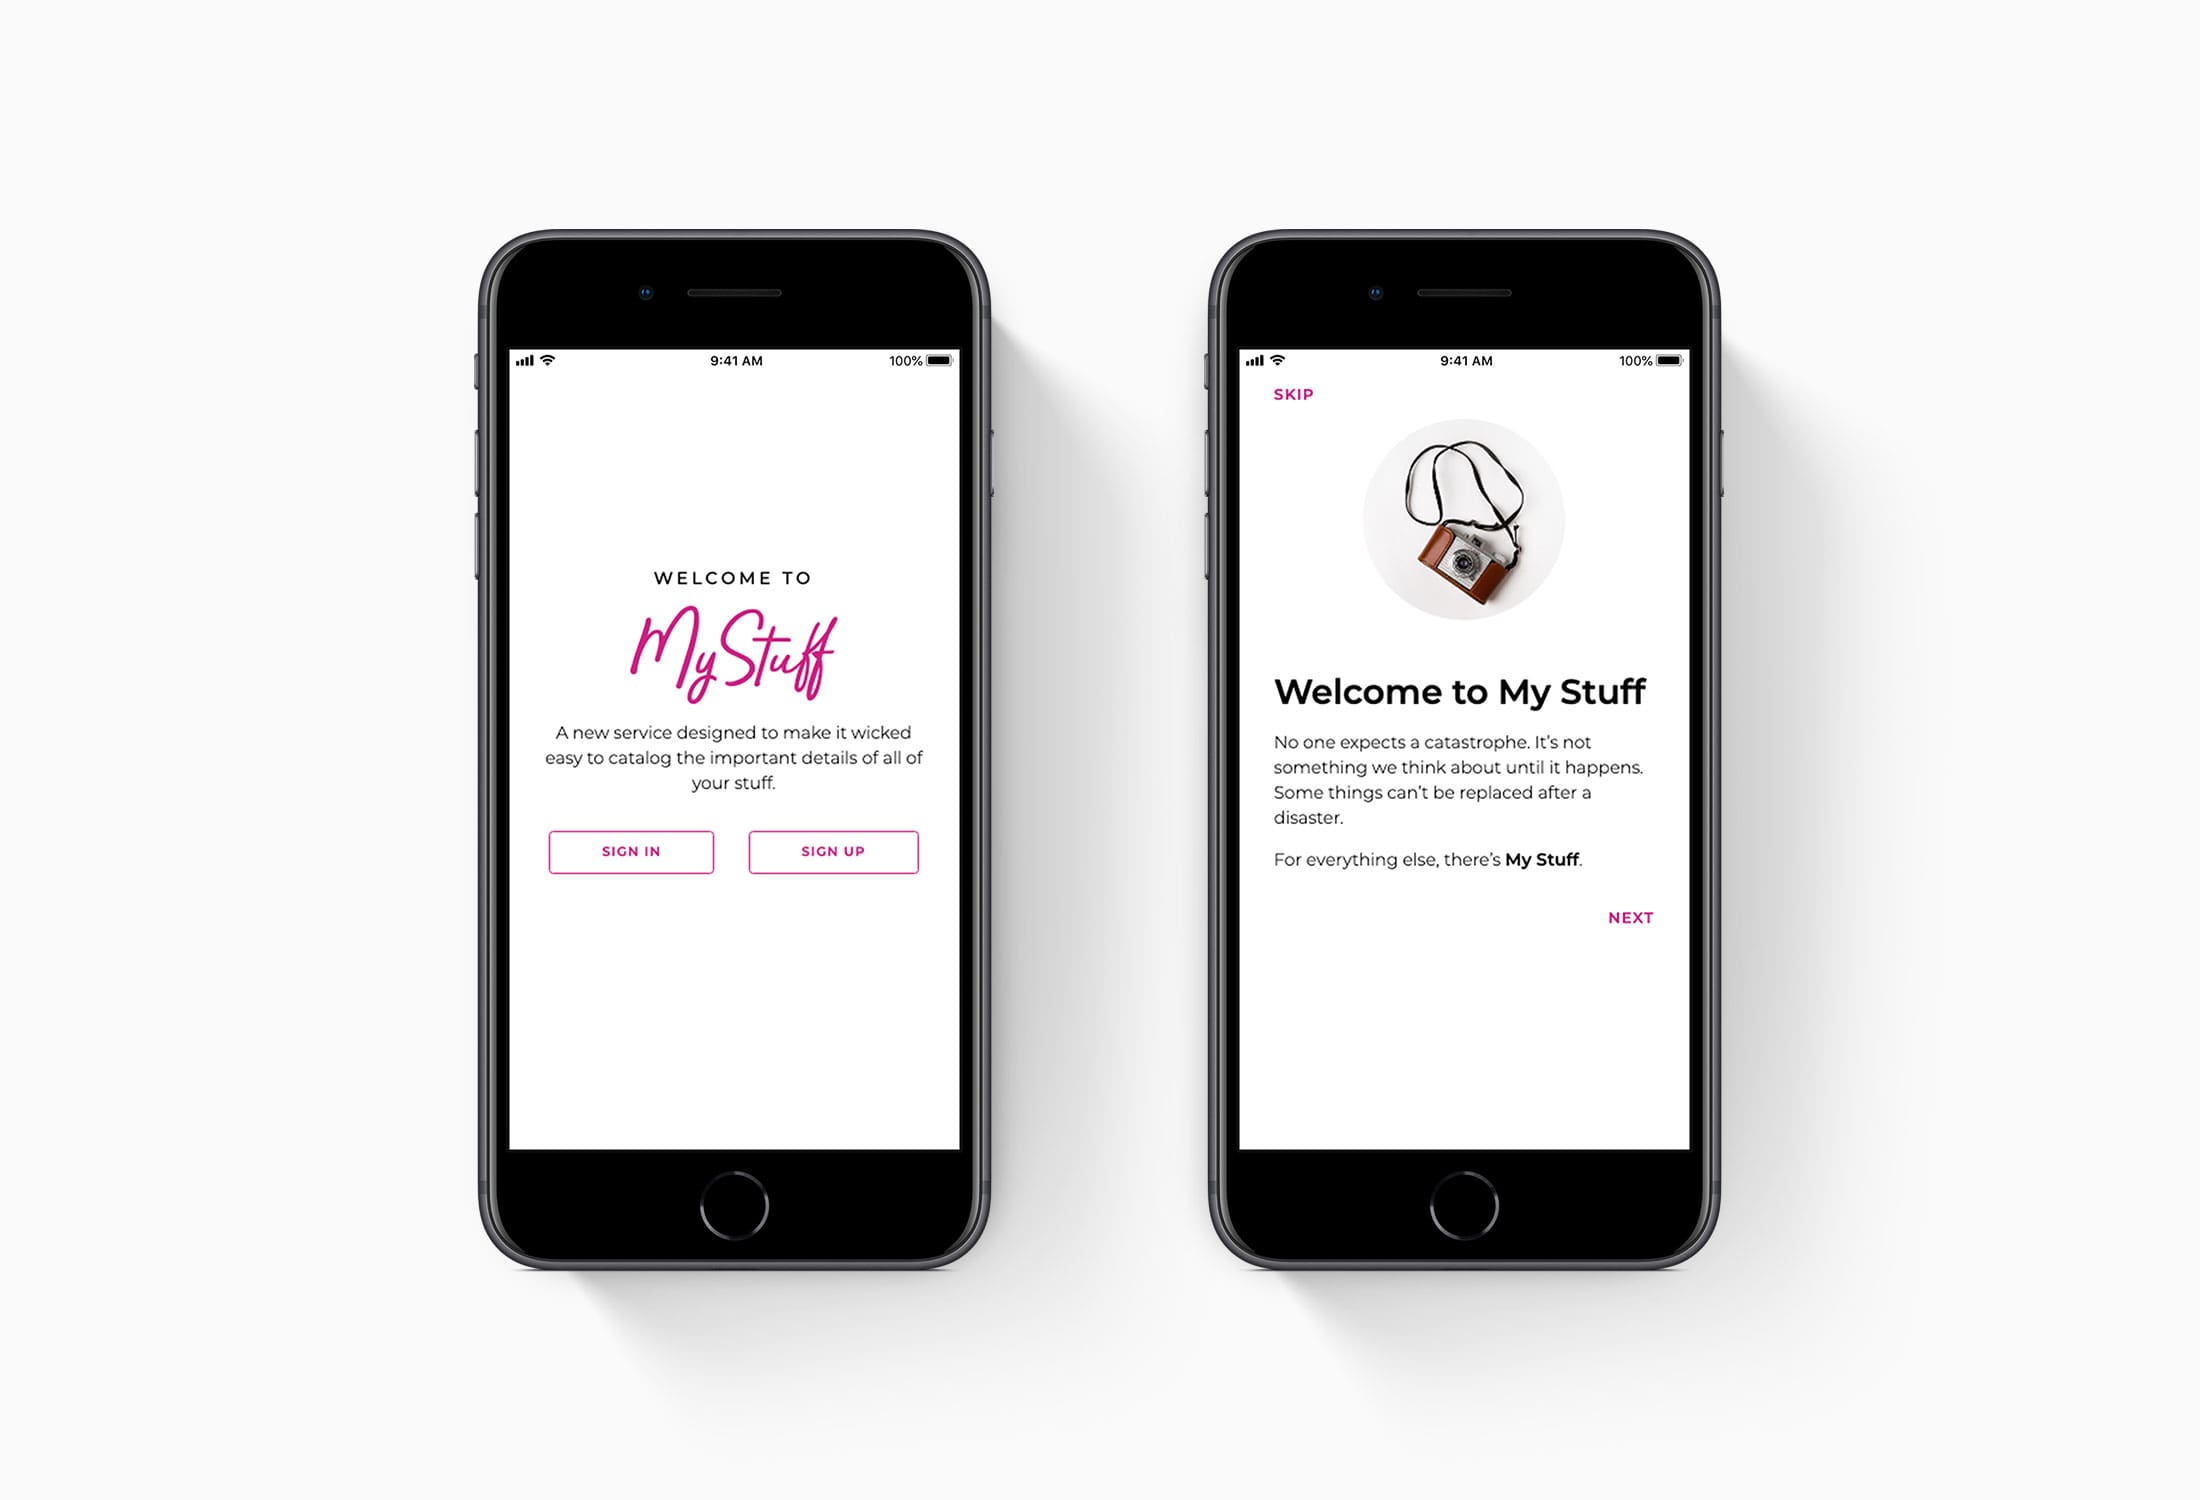 9:41 AM
100%
WELCOME TO
MyStuff
A new service designed to make it wicked
easy to catalog the important details of all of
your stuff.
SIGN IN
SIGN UP
9:41 AM
100%
SKIP
Welcome to My Stuff
No one expects a catastrophe. It’s not
something we think about until it happens.
Some things can’t be replaced after a
disaster.
For everything else, there’s My Stuff.
NEXT